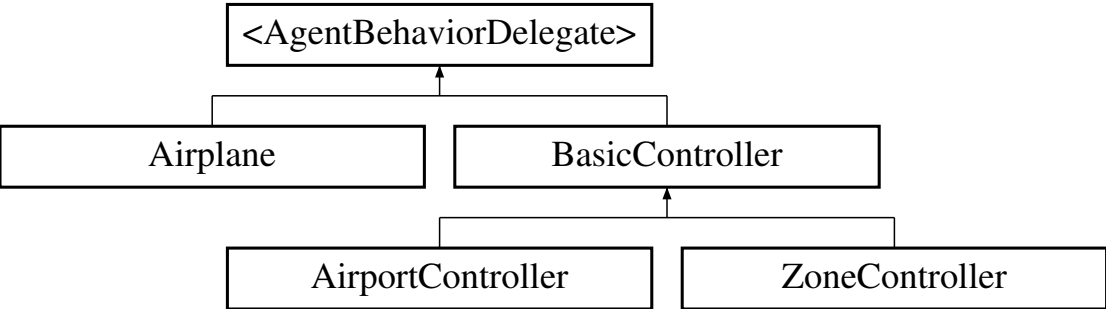 <AgentBehaviorDelegate>
Airplane
BasicController
AirportController
ZoneController